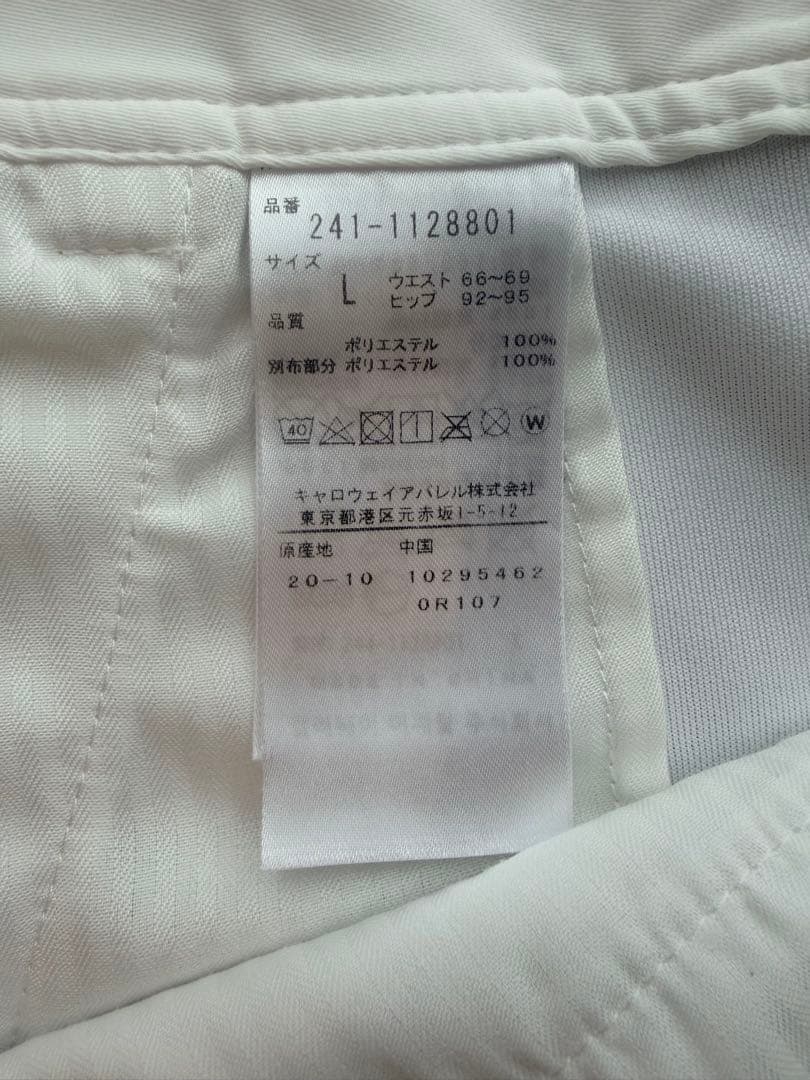 品番
241-1128801
サイズ
L ウエスト 66~69
ヒップ 92~95
品質
ポリエステル 100%
別布部分 ポリエステル 100%
40 W
キャロウェイアパレル株式会社
東京都港区元赤坂1-5-12
原産地 中国
20-10 10295462
0R107